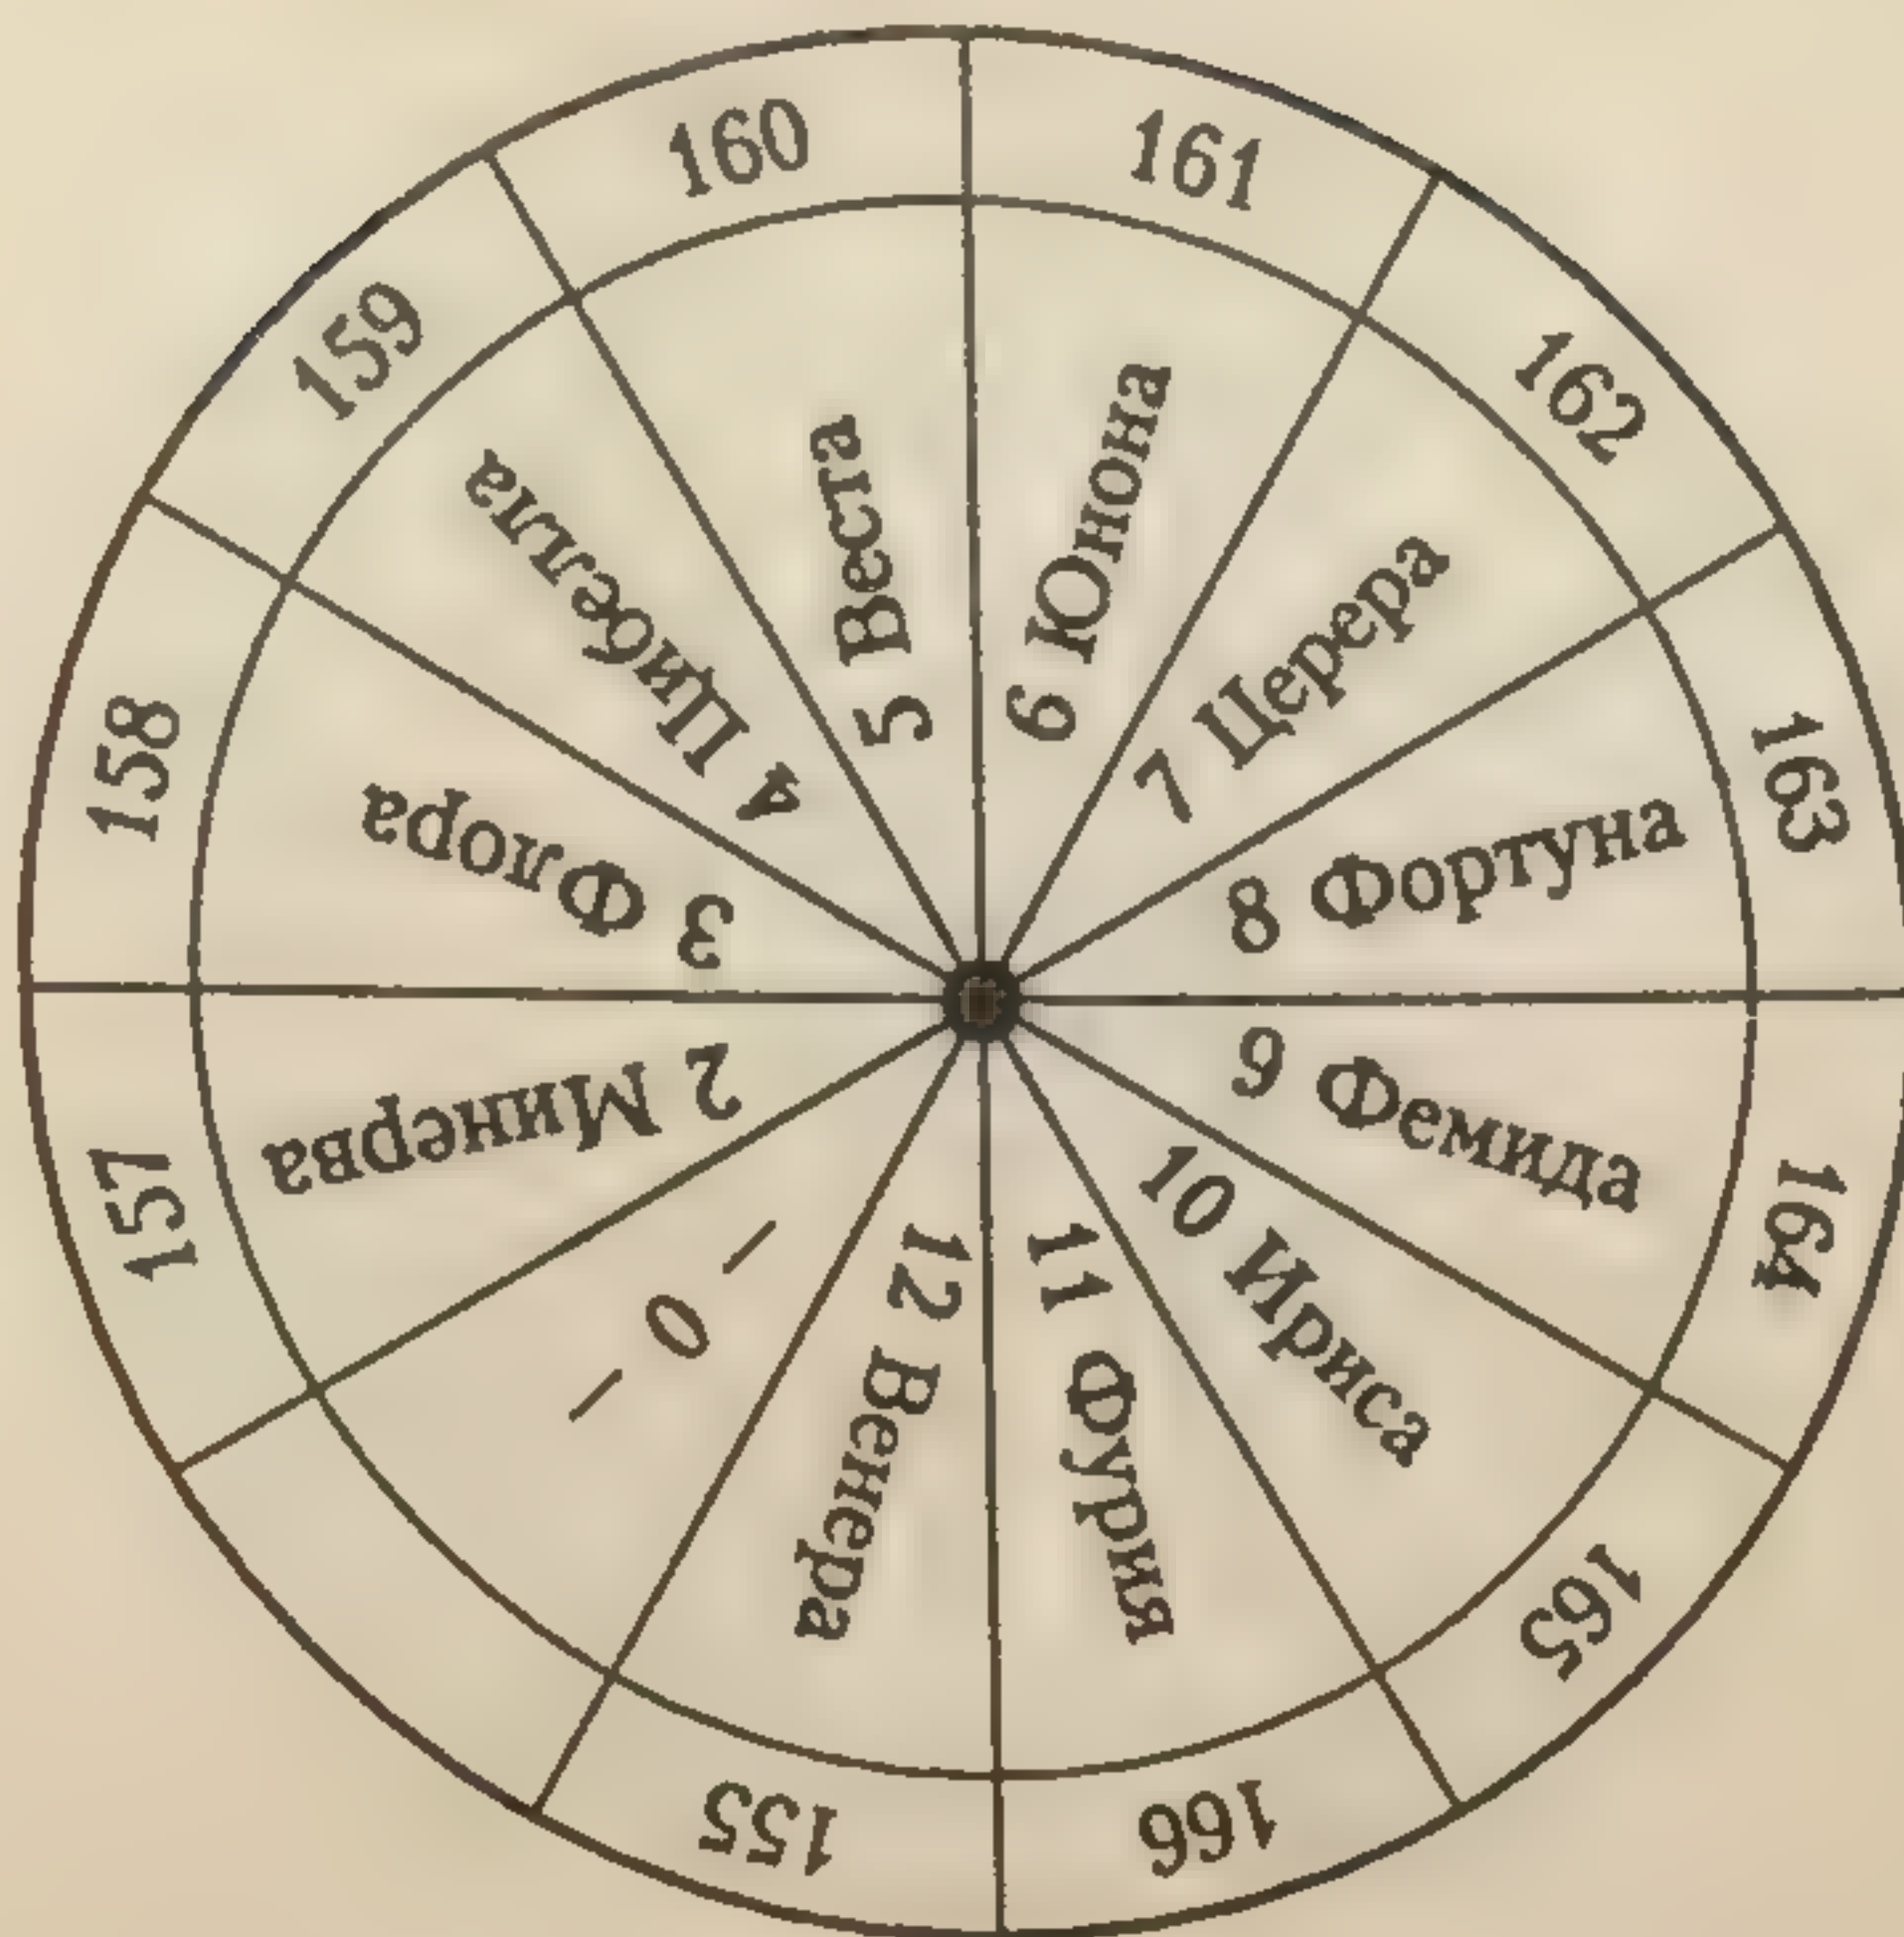 155
12 Венера
– 0 –
157
2 Минерва
158
3 Флора
159
4 Цибелла
160
5 Веста
161
6 Юнона
162
7 Церера
163
8 Фортуна
164
9 Фемида
165
10 Ириса
166
11 Фурия